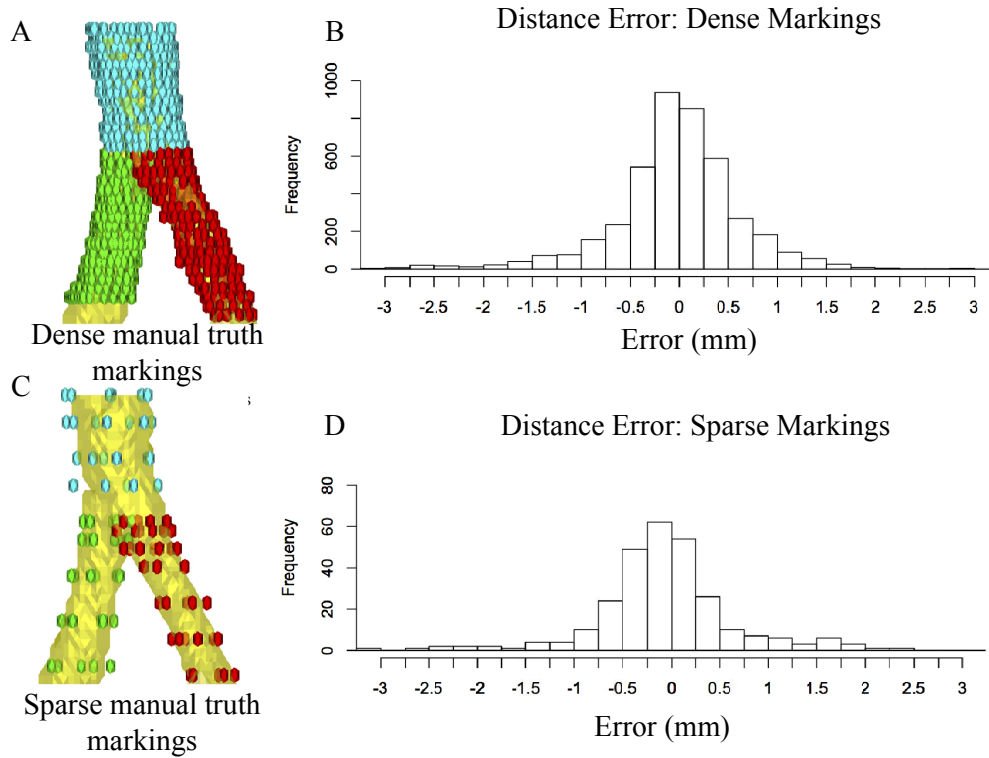 A
B
Distance Error: Dense Markings
1000
600
200
0
Frequency
-3 -2.5 -2 -1.5 -1 -0.5 0 0.5 1 1.5 2 2.5 3
Error (mm)
Dense manual truth
markings
C
s
D
Distance Error: Sparse Markings
80
60
40
20
0
Frequency
-3 -2.5 -2 -1.5 -1 -0.5 0 0.5 1 1.5 2 2.5 3
Error (mm)
Sparse manual truth
markings